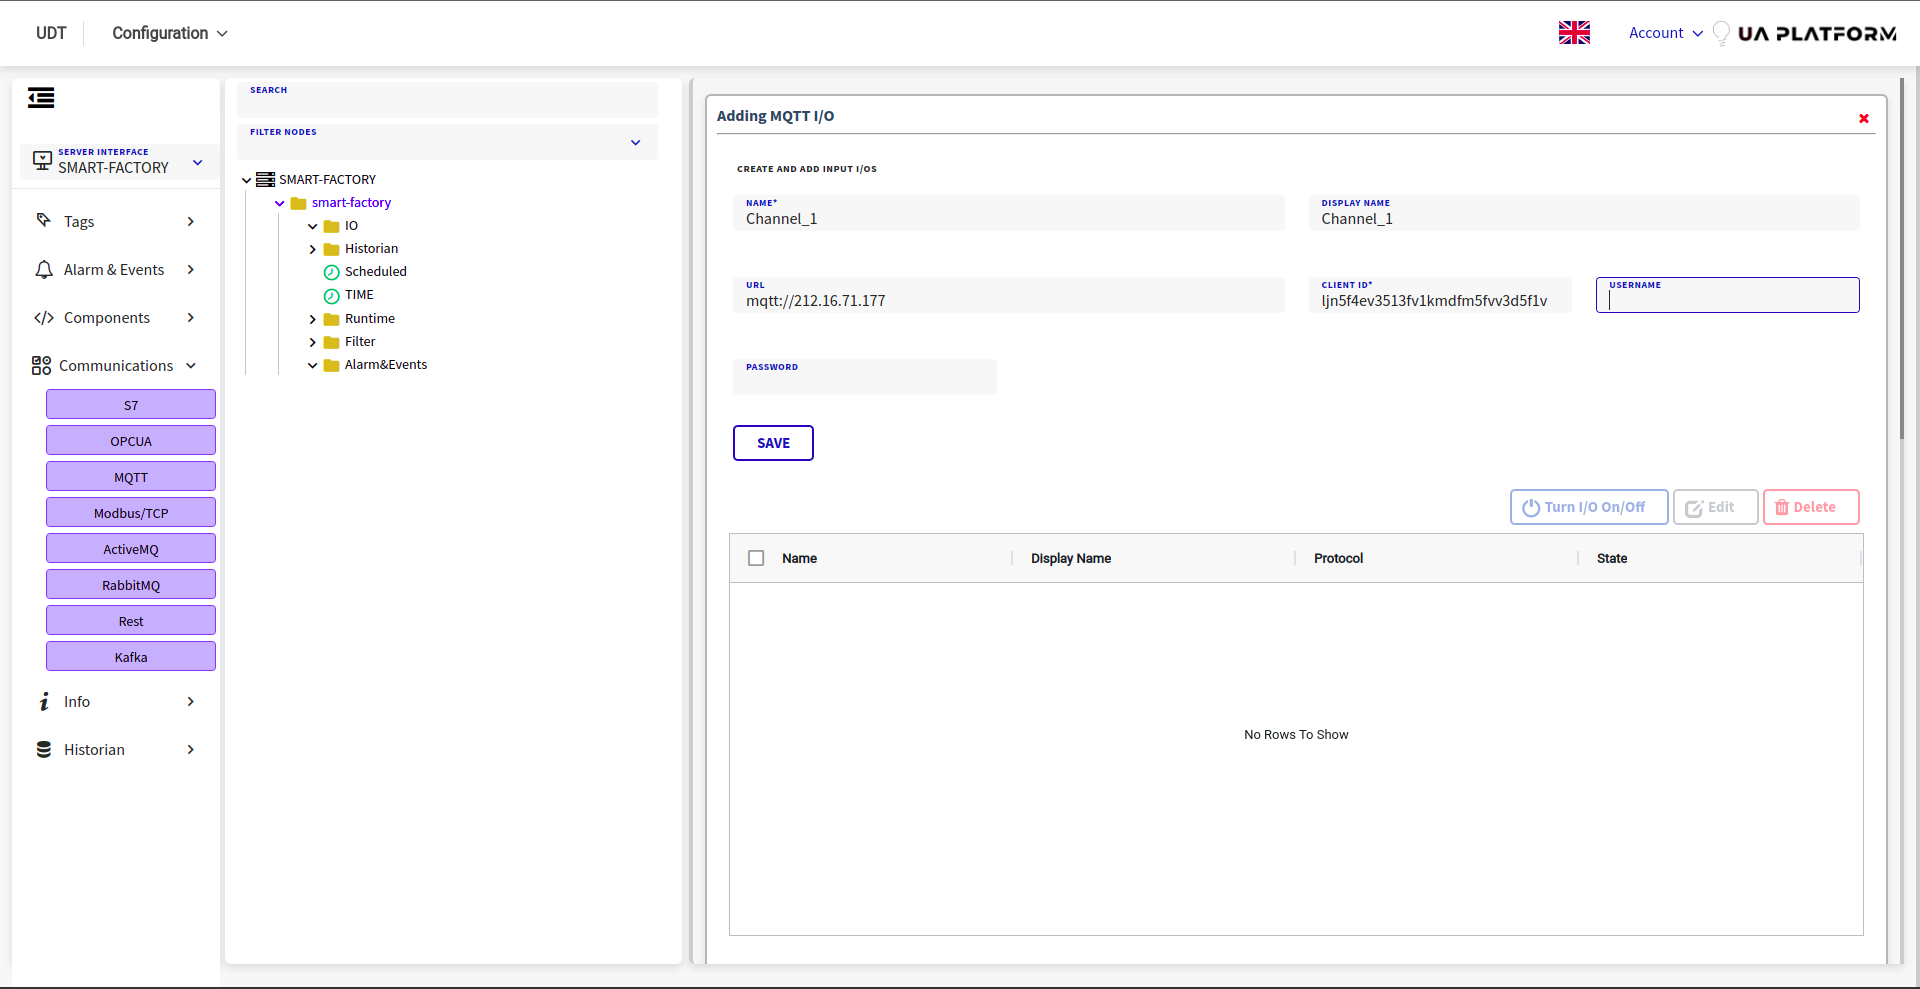 UDT
Configuration
Account
UA PLATFORM
SERVER INTERFACE
SMART-FACTORY
Tags
Alarm & Events
Components
Communications
S7
OPCUA
MQTT
Modbus/TCP
ActiveMQ
RabbitMQ
Rest
Kafka
Info
Historian
SEARCH
FILTER NODES
SMART-FACTORY
smart-factory
IO
Historian
Scheduled
TIME
Runtime
Filter
Alarm&Events
Adding MQTT I/O
CREATE AND ADD INPUT I/OS
NAME*
Channel_1
DISPLAY NAME
Channel_1
URL
mqtt://212.16.71.177
CLIENT ID*
ljn5f4ev3513fv1kmdfm5fvv3d5f1v
USERNAME
PASSWORD
SAVE
Turn I/O On/Off
Edit
Delete
Name
Display Name
Protocol
State
No Rows To Show